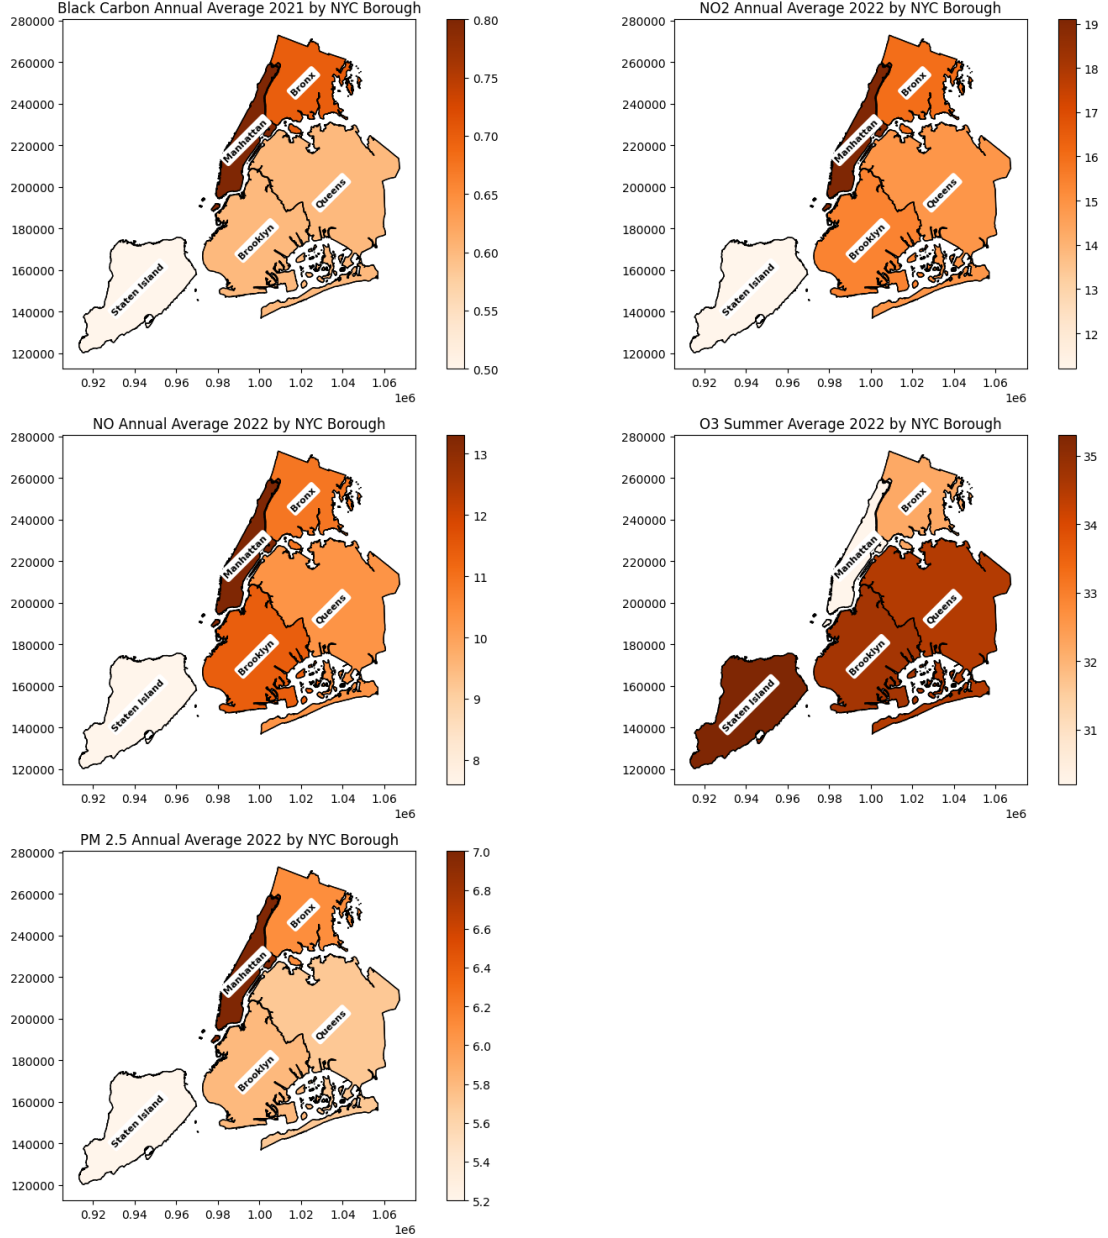 Black Carbon Annual Average 2021 by NYC Borough
280000
260000
240000
220000
200000
180000
160000
140000
120000
0.92 0.94 0.96 0.98 1.00 1.02 1.04 1.06
1e6
Bronx
Manhattan
Queens
Brooklyn
Staten Island
0.80
0.75
0.70
0.65
0.60
0.55
0.50
NO2 Annual Average 2022 by NYC Borough
280000
260000
240000
220000
200000
180000
160000
140000
120000
0.92 0.94 0.96 0.98 1.00 1.02 1.04 1.06
1e6
Bronx
Manhattan
Queens
Brooklyn
Staten Island
19
18
17
16
15
14
13
12
NO Annual Average 2022 by NYC Borough
280000
260000
240000
220000
200000
180000
160000
140000
120000
0.92 0.94 0.96 0.98 1.00 1.02 1.04 1.06
1e6
Bronx
Manhattan
Queens
Brooklyn
Staten Island
13
12
11
10
9
8
O3 Summer Average 2022 by NYC Borough
280000
260000
240000
220000
200000
180000
160000
140000
120000
0.92 0.94 0.96 0.98 1.00 1.02 1.04 1.06
1e6
Bronx
Manhattan
Queens
Brooklyn
Staten Island
35
34
33
32
31
PM 2.5 Annual Average 2022 by NYC Borough
280000
260000
240000
220000
200000
180000
160000
140000
120000
0.92 0.94 0.96 0.98 1.00 1.02 1.04 1.06
1e6
Bronx
Manhattan
Queens
Brooklyn
Staten Island
7.0
6.8
6.6
6.4
6.2
6.0
5.8
5.6
5.4
5.2